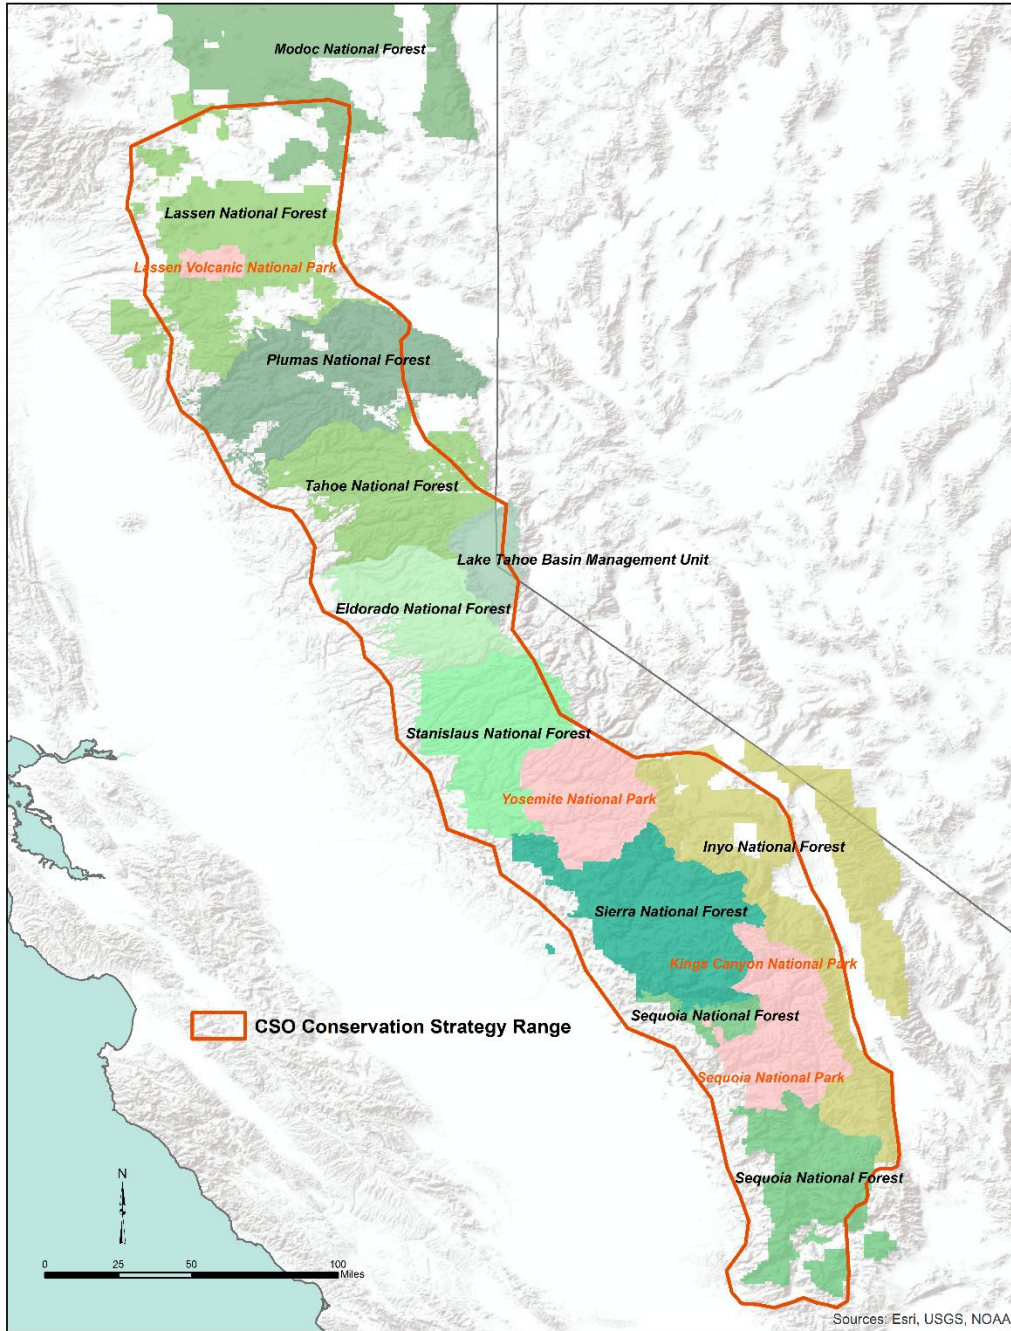 Modoc National Forest
Lassen National Forest
Lassen Volcanic National Park
Plumas National Forest
Tahoe National Forest
Lake Tahoe Basin Management Unit
Eldorado National Forest
Stanislaus National Forest
Yosemite National Park
Inyo National Forest
Sierra National Forest
Kings Canyon National Park
Sequoia National Forest
CSO Conservation Strategy Range
Sequoia National Park
Sequoia National Forest
N
0 25 50 100
Miles
Sources: Esri, USGS, NOAA